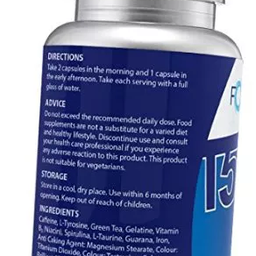 DIRECTIONS
Take 2 capsules in the morning and 1 capsule in
the early afternoon. Take each serving with a full
glass of water.
ADVICE
Do not exceed the recommended daily dose. Food
supplements are not a substitute for a varied diet
and healthy lifestyle. Discontinue use and consult
your health care professional if you experience
any adverse reaction to this product. This product
is not suitable for vegetarians.
STORAGE
Store in a cool, dry place. Use within 6 months of
opening. Keep out of reach of children.
INGREDIENTS
Caffeine, L-Tyrosine, Green Tea, Gelatine, Vitamin
B, Niacin, Spirulina, L-Taurine, Guarana, Iron,
Anti Caking Agent: Magnesium Stearate, Colour:
Titanium Dioxide, Colour:
T5